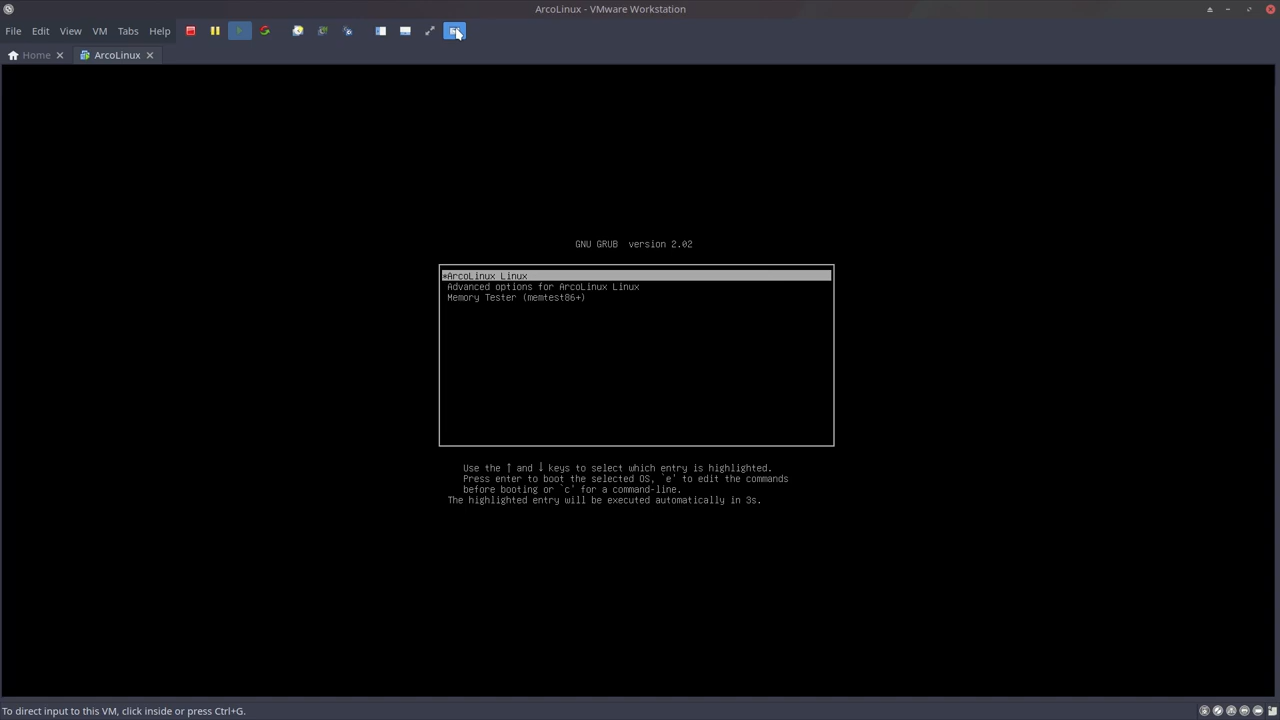 ArcoLinux - VMware Workstation
File Edit View VM Tabs Help
Home ArcoLinux
GNU GRUB version 2.02
*ArcoLinux Linux
Advanced options for ArcoLinux Linux
Memory Tester (memtest86+)
Use the ↑ and ↓ keys to select which entry is highlighted.
Press enter to boot the selected OS, `e' to edit the commands
before booting or `c' for a command-line.
The highlighted entry will be executed automatically in 3s.
To direct input to this VM, click inside or press Ctrl+G.